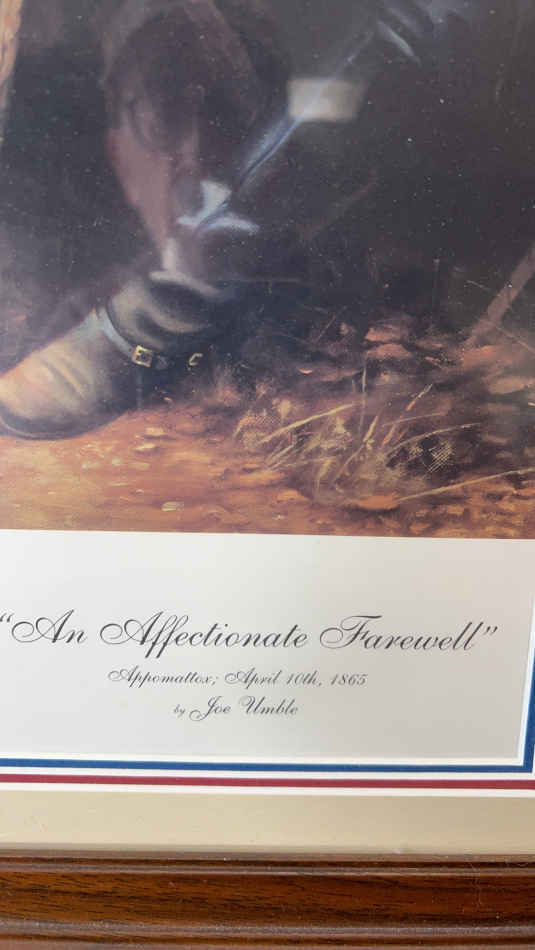 “An Affectionate Farewell”
Appomattox; April 10th, 1865
by Joe Umble